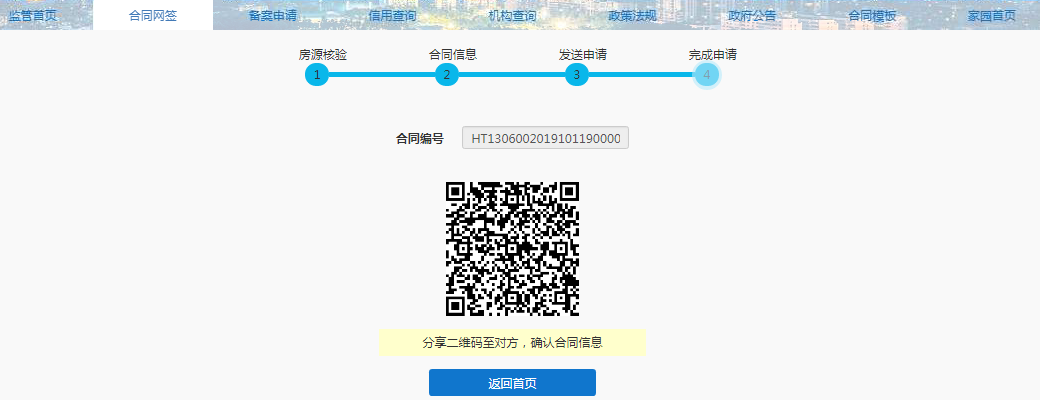 监管首页 合同网签 备案申请 信用查询 机构查询 政策法规 政府公告 合同模板 家园首页
房源核验 合同信息 发送申请 完成申请
1 2 3 4
合同编号 HT1306002019101190000
分享二维码至对方，确认合同信息
返回首页